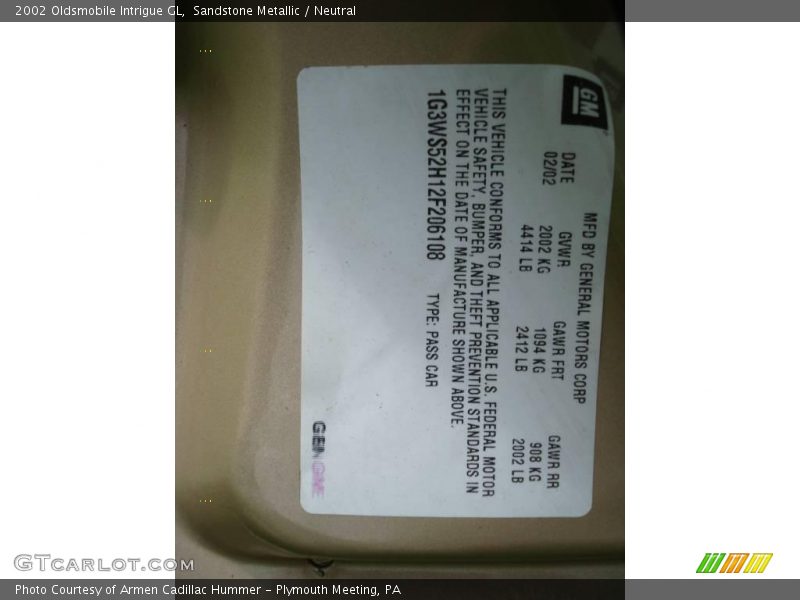 2002 Oldsmobile Intrigue GL, Sandstone Metallic / Neutral
GM
MFD BY GENERAL MOTORS CORP
DATE GVWR GAWR FRT GAWR RR
02/02 2002 KG 1094 KG 908 KG
4414 LB 2412 LB 2002 LB
THIS VEHICLE CONFORMS TO ALL APPLICABLE U.S. FEDERAL MOTOR
VEHICLE SAFETY, BUMPER, AND THEFT PREVENTION STANDARDS IN
EFFECT ON THE DATE OF MANUFACTURE SHOWN ABOVE.
1G3WS52H12F206108 TYPE: PASS CAR
GTCARLOT.COM
Photo Courtesy of Armen Cadillac Hummer – Plymouth Meeting, PA